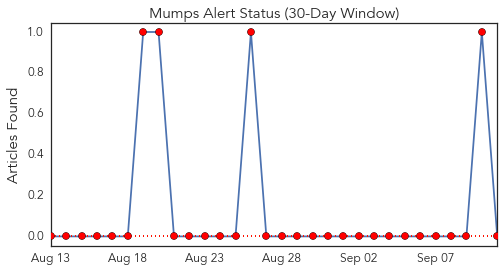 Mumps Alert Status (30-Day Window)
Articles Found
1.0
0.8
0.6
0.4
0.2
0.0
Aug 13 Aug 18 Aug 23 Aug 28 Sep 02 Sep 07